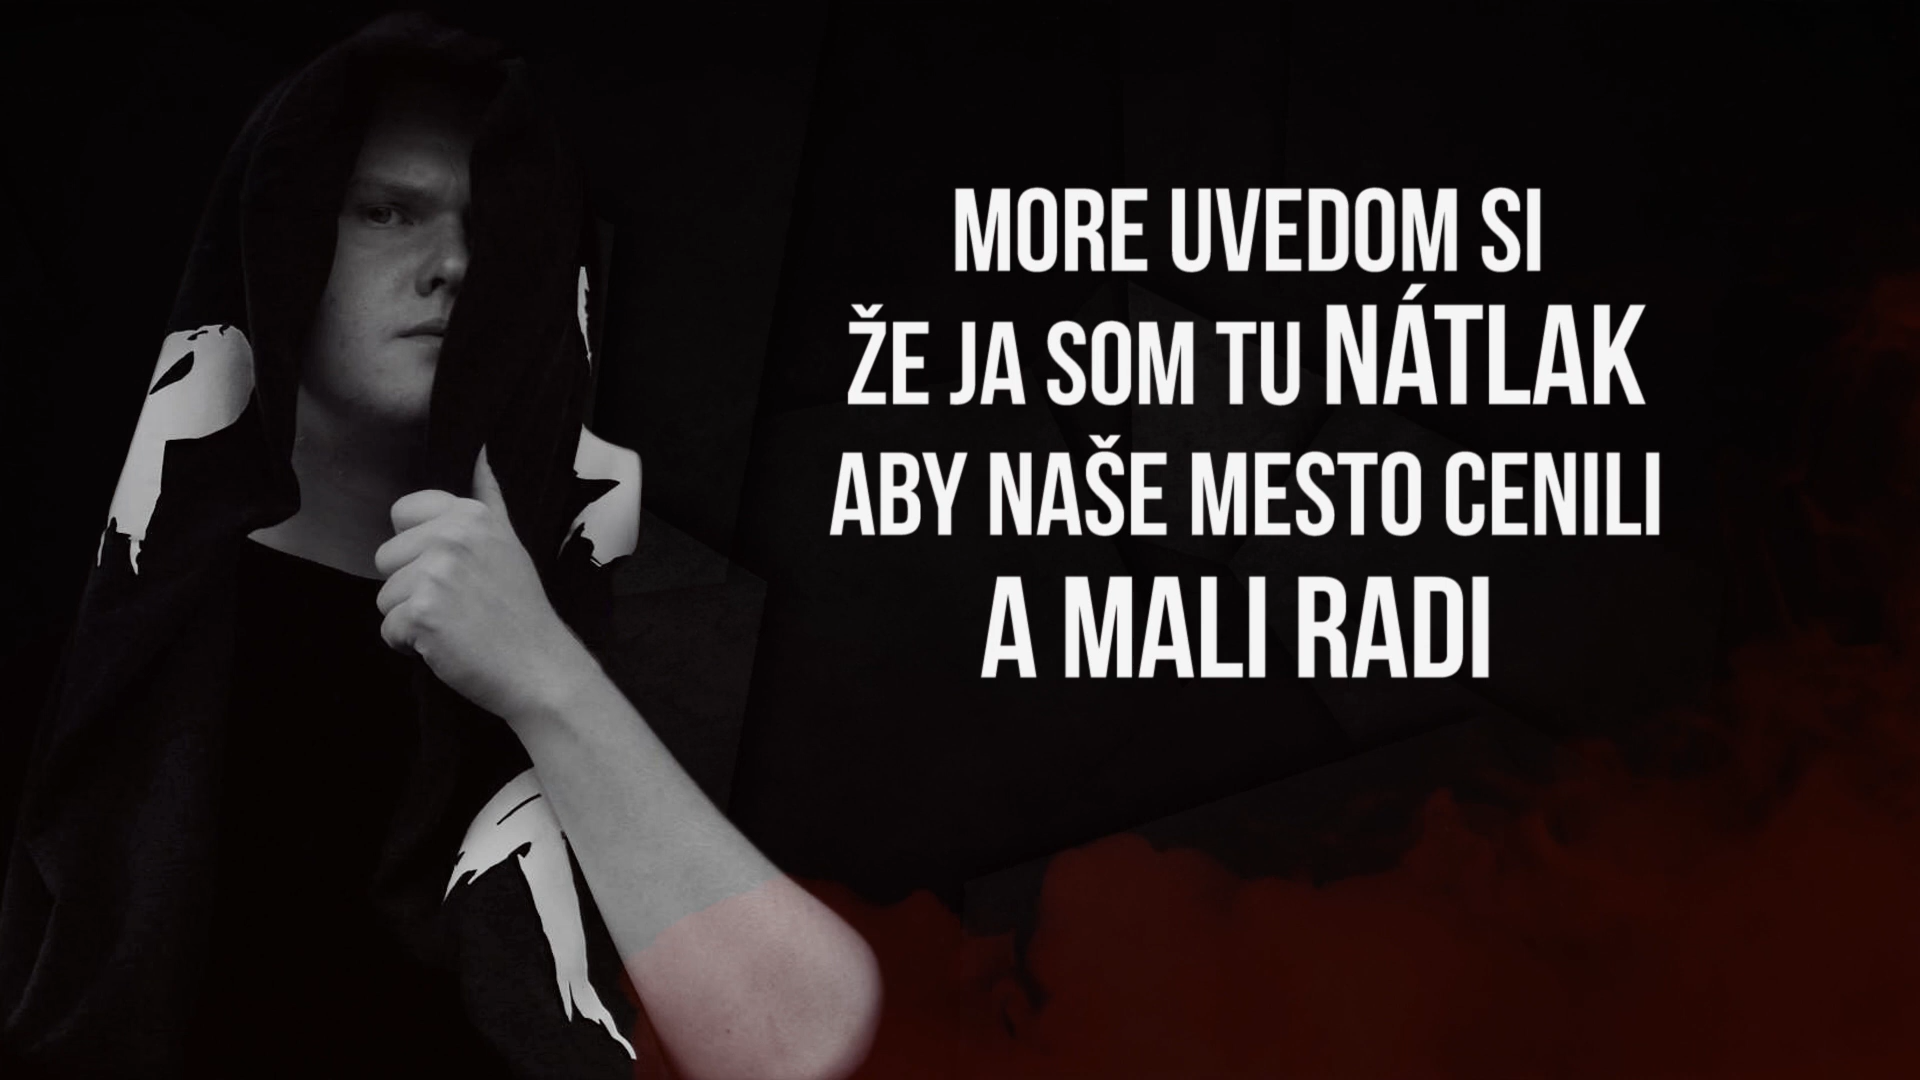 MORE UVEDOM SI
ŽE JA SOM TU NÁTLAK
ABY NAŠE MESTO CENILI
A MALI RADI